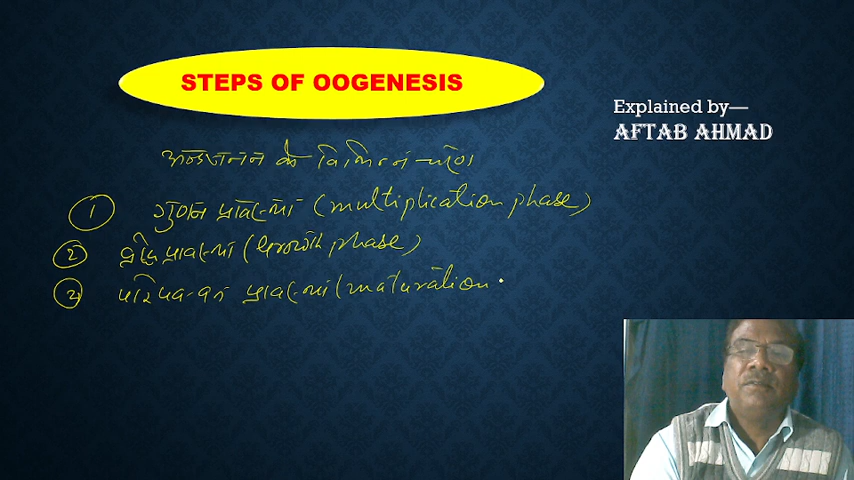 STEPS OF OOGENESIS
Explained by—
AFTAB AHMAD
अण्डजनन के विभिन्न चरण
① गुणन प्रावस्था (multiplication phase)
② वृद्धि प्रावस्था (Growth phase)
③ परिपक्वन प्रावस्था (maturation